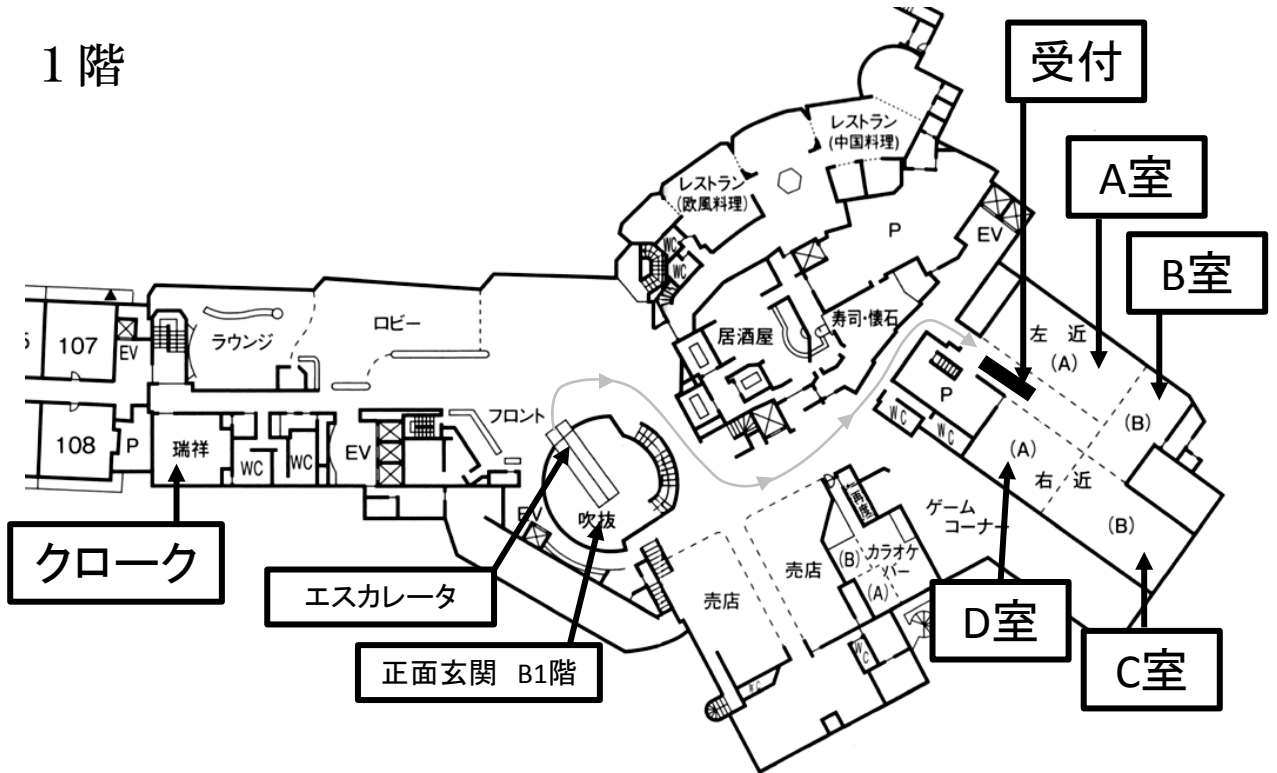 1階
受付
A室
B室
レストラン
(中国料理)
レストラン
(欧風料理)
P
EV
WC
WC
107
EV
ラウンジ
ロビー
居酒屋
寿司・懐石
左近
(A)
(B)
フロント
108
P
瑞祥
WC
WC
EV
P
WC
WC
(A)
右近
(B)
吹抜
EV
ゲーム
コーナー
売店
売店
(B)
カラオケ
バー
(A)
WC
WC
クローク
エスカレータ
正面玄関 B1階
D室
C室